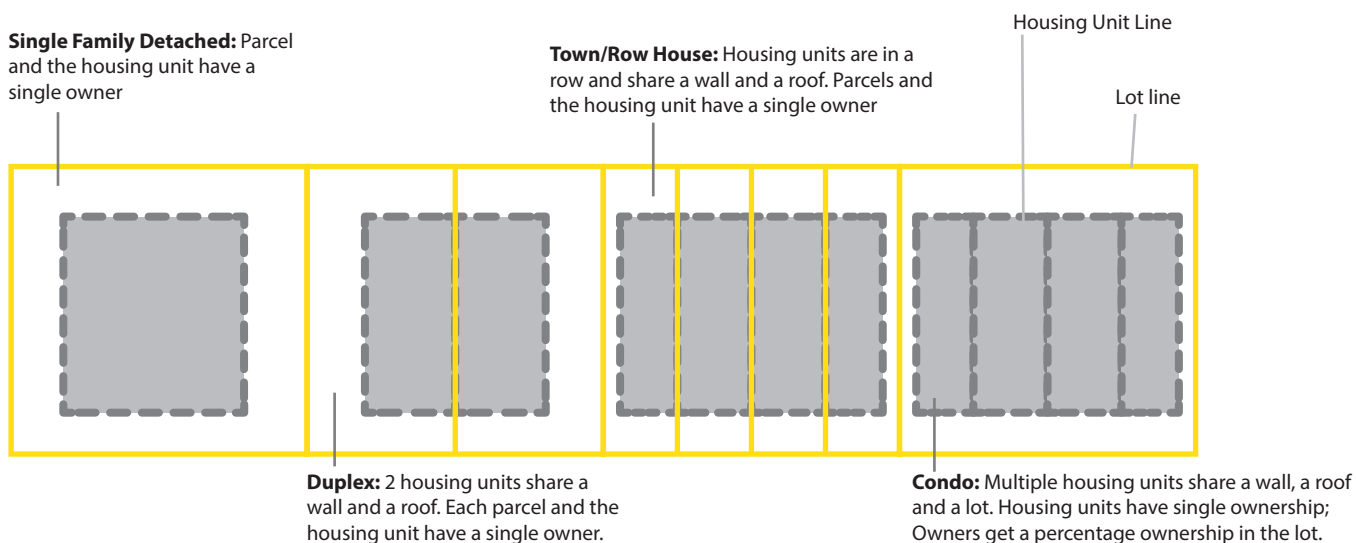 Single Family Detached: Parcel
and the housing unit have a
single owner
Town/Row House: Housing units are in a
row and share a wall and a roof. Parcels and
the housing unit have a single owner
Housing Unit Line
Lot line
Duplex: 2 housing units share a
wall and a roof. Each parcel and the
housing unit have a single owner.
Condo: Multiple housing units share a wall, a roof
and a lot. Housing units have single ownership;
Owners get a percentage ownership in the lot.